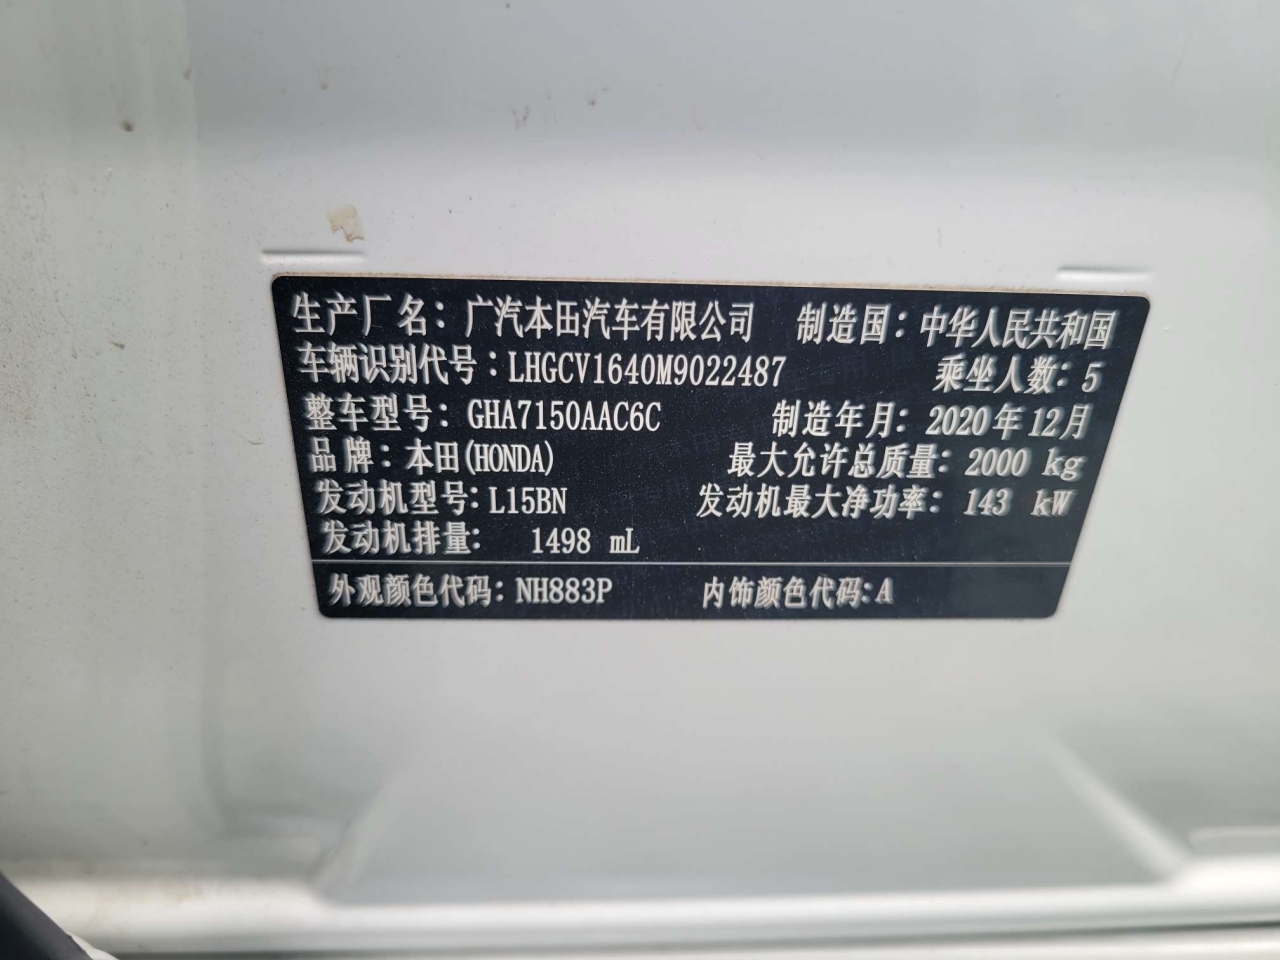 生产厂名：广汽本田汽车有限公司 制造国：中华人民共和国
车辆识别代号：LHGCV1640M9022487 乘坐人数：5
整车型号：GHA7150AAC6C 制造年月：2020年12月
品牌：本田(HONDA) 最大允许总质量：2000 kg
发动机型号：L15BN 发动机最大净功率：143 kW
发动机排量： 1498 mL
外观颜色代码：NH883P 内饰颜色代码：A